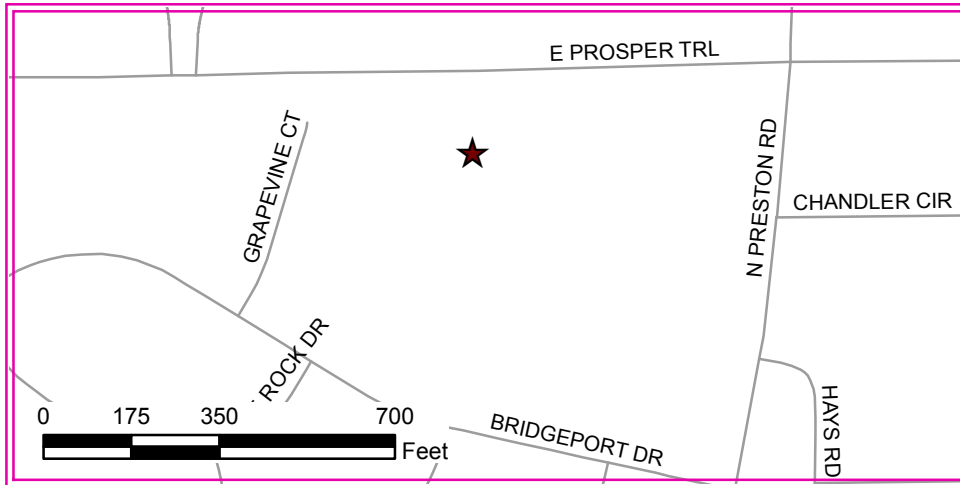 E PROSPER TRL
GRAPEVINE CT
N PRESTON RD
CHANDLER CIR
ROCK DR
0 175 350 700
Feet
BRIDGEPORT DR
HAYS RD